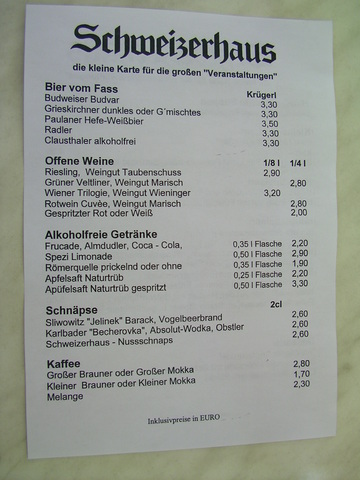 Schweizerhaus
die kleine Karte für die großen "Veranstaltungen"
Bier vom Fass Krügerl
Budweiser Budvar 3,30
Grieskirchner dunkles oder G´mischtes 3,30
Paulaner Hefe-Weißbier 3,50
Radler 3,30
Clausthaler alkoholfrei 3,30
Offene Weine 1/8 l 1/4 l
Riesling, Weingut Taubenschuss 2,90
Grüner Veltliner, Weingut Marisch 2,80
Wiener Trilogie, Weingut Wieninger 3,20
Rotwein Cuvèe, Weingut Marisch 2,80
Gespritzter Rot oder Weiß 2,00
Alkoholfreie Getränke
Frucade, Almdudler, Coca - Cola, 0,35 l Flasche 2,20
Spezi Limonade 0,50 l Flasche 2,90
Römerquelle prickelnd oder ohne 0,35 l Flasche 1,90
Apfelsaft Naturtrüb 0,25 l Flasche 2,20
Apüfelsaft Naturtrüb gespritzt 0,50 l Flasche 3,30
Schnäpse 2cl
Sliwowitz "Jelinek" Barack, Vogelbeerbrand 2,60
Karlbader "Becherovka", Absolut-Wodka, Obstler 2,60
Schweizerhaus - Nussschnaps 2,60
Kaffee
Großer Brauner oder Großer Mokka 2,80
Kleiner Brauner oder Kleiner Mokka 1,70
Melange 2,30
Inklusivpreise in EURO